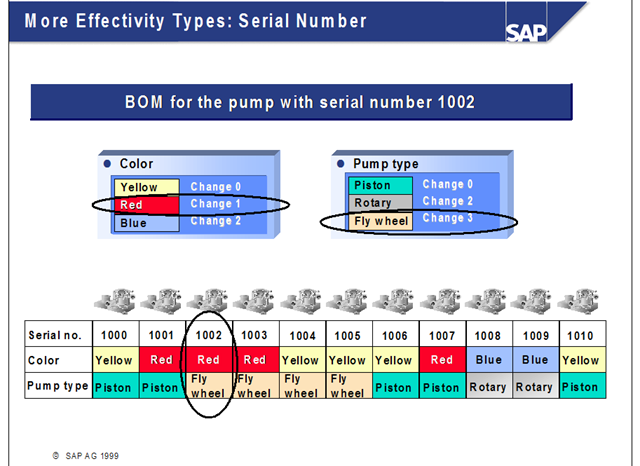 More Effectivity Types: Serial Number
SAP
BOM for the pump with serial number 1002
Color
Yellow Change 0
Red Change 1
Blue Change 2
Pump type
Piston Change 0
Rotary Change 2
Fly wheel Change 3
Serial no. 1000 1001 1002 1003 1004 1005 1006 1007 1008 1009 1010
Color Yellow Red Red Red Yellow Yellow Yellow Red Blue Blue Yellow
Pump type Piston Piston Fly wheel Fly wheel Fly wheel Fly wheel Piston Piston Rotary Rotary Piston
© SAP AG 1999